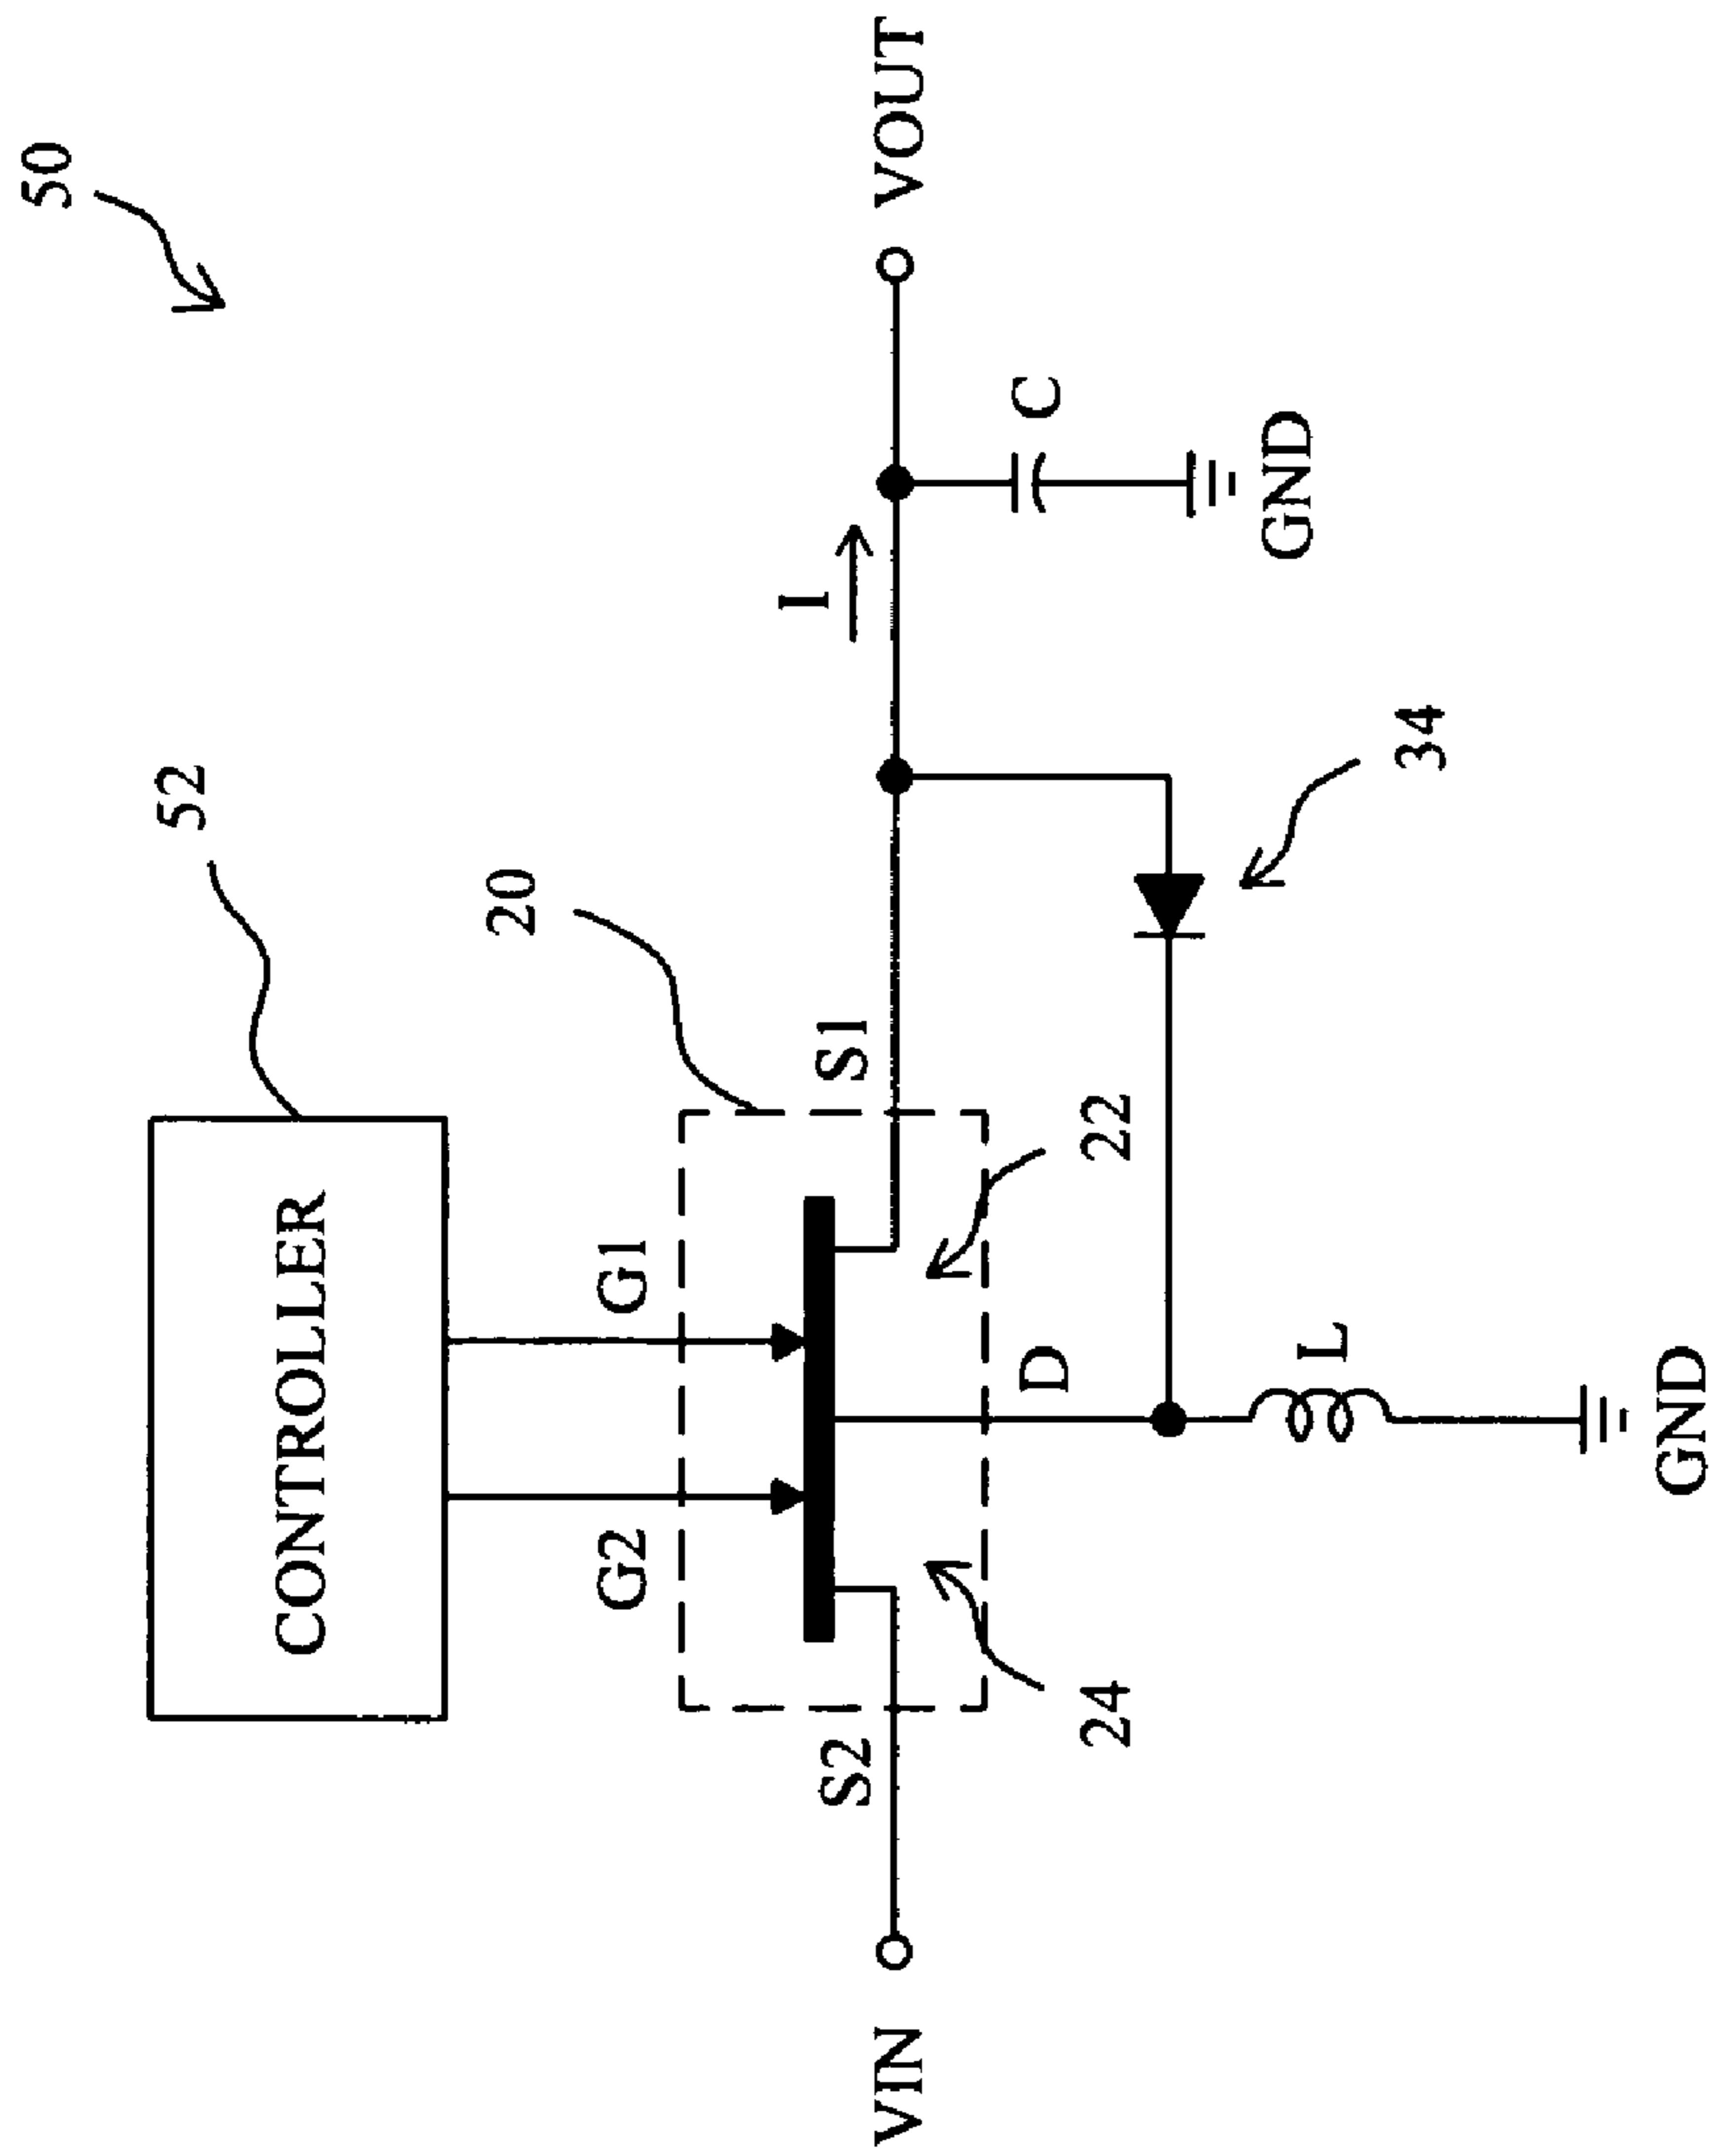 50
52
CONTROLLER
20
G2
G1
S2
S1
I
VIN
VOUT
24
22
D
C
L
34
GND
GND